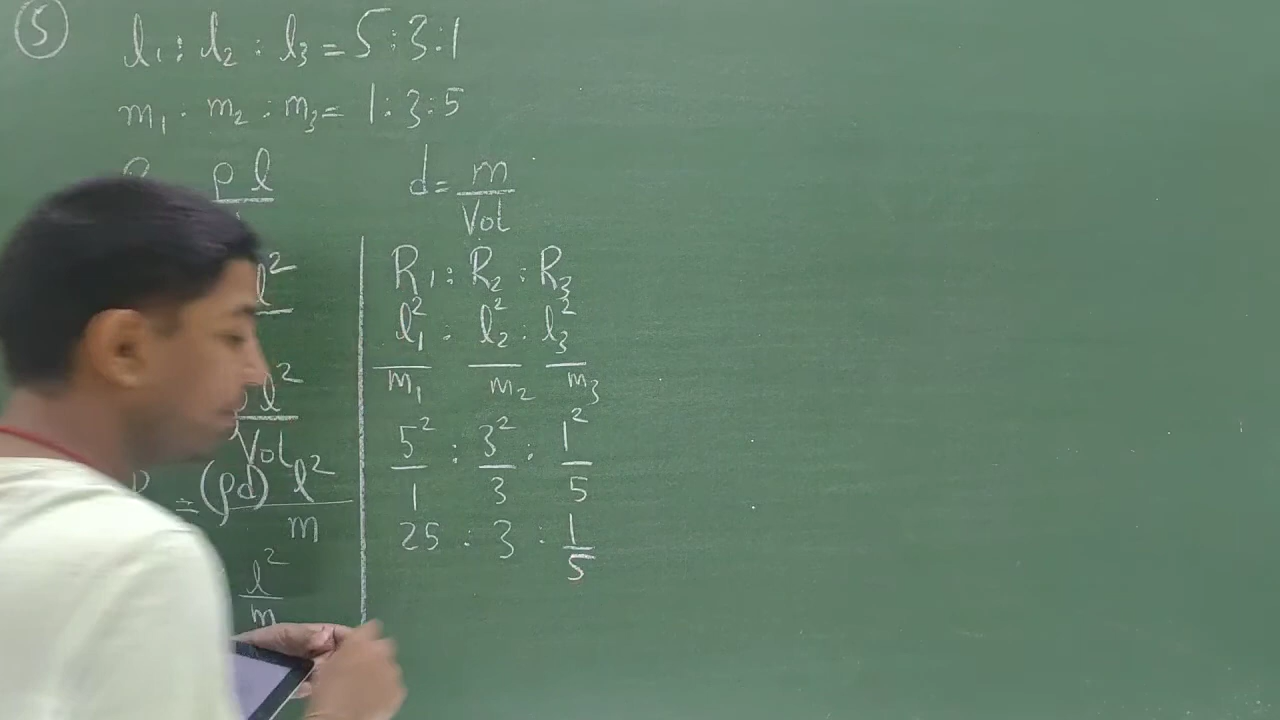 5
l₁ : l₂ : l₃ = 5 : 3 : 1
m₁ : m₂ : m₃ = 1 : 3 : 5
ρ l
d = m / Vol
l²
l² / Vol
= (ρd) l² / m
l² / m
R₁ : R₂ : R₃
l₁² / m₁ : l₂² / m₂ : l₃² / m₃
5² / 1 : 3² / 3 : 1² / 5
25 : 3 : 1 / 5